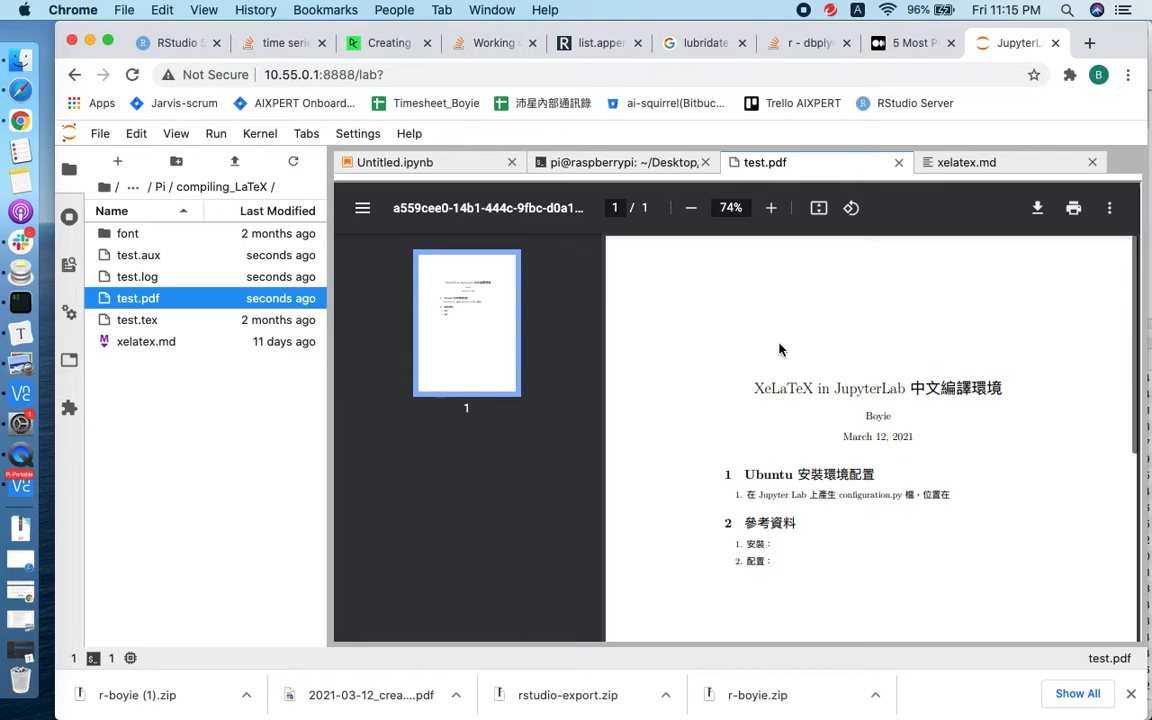 Chrome File Edit View History Bookmarks People Tab Window Help A 96% Fri 11:15 PM
RStudio S time serie Creating Working v list.apper lubridate r - dbplyr 5 Most P JupyterL
Not Secure 10.55.0.1:8888/lab?
Apps Jarvis-scrum AIXPERT Onboard... Timesheet_Boyie 沛星內部通訊錄 ai-squirrel(Bitbuc... Trello AIXPERT RStudio Server
File Edit View Run Kernel Tabs Settings Help
Untitled.ipynb pi@raspberrypi: ~/Desktop, test.pdf xelatex.md
/ ... / Pi / compiling_LaTeX /
Name Last Modified
font 2 months ago
test.aux seconds ago
test.log seconds ago
test.pdf seconds ago
test.tex 2 months ago
xelatex.md 11 days ago
a559cee0-14b1-444c-9fbc-d0a1... 1 / 1 74%
1
XeLaTeX in JupyterLab 中文編譯環境
Boyie
March 12, 2021
1 Ubuntu 安裝環境配置
1. 在 Jupyter Lab 上產生 configuration.py 檔，位置在
2 參考資料
1. 安裝：
2. 配置：
1 1 test.pdf
r-boyie (1).zip 2021-03-12_crea....pdf rstudio-export.zip r-boyie.zip Show All
Pi-Portable